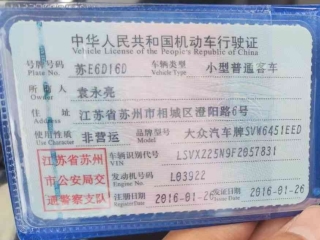 中华人民共和国机动车行驶证
Vehicle License of the People's Republic of China
号牌号码 苏E6D16D 车辆类型 小型普通客车
Plate No. Vehicle Type
所有人 袁永亮
Owner
住址 江苏省苏州市相城区澄阳路6号
Address
使用性质 非营运 品牌型号 大众汽车牌SVW6451EED
Use Character Model
江苏省苏州市公安局交通警察支队
车辆识别代号 LSVXZ25N9F2057831
VIN
发动机号码 L83922
Engine No.
注册日期 2016-01-26 发证日期 2016-01-26
Register Date Issue Date